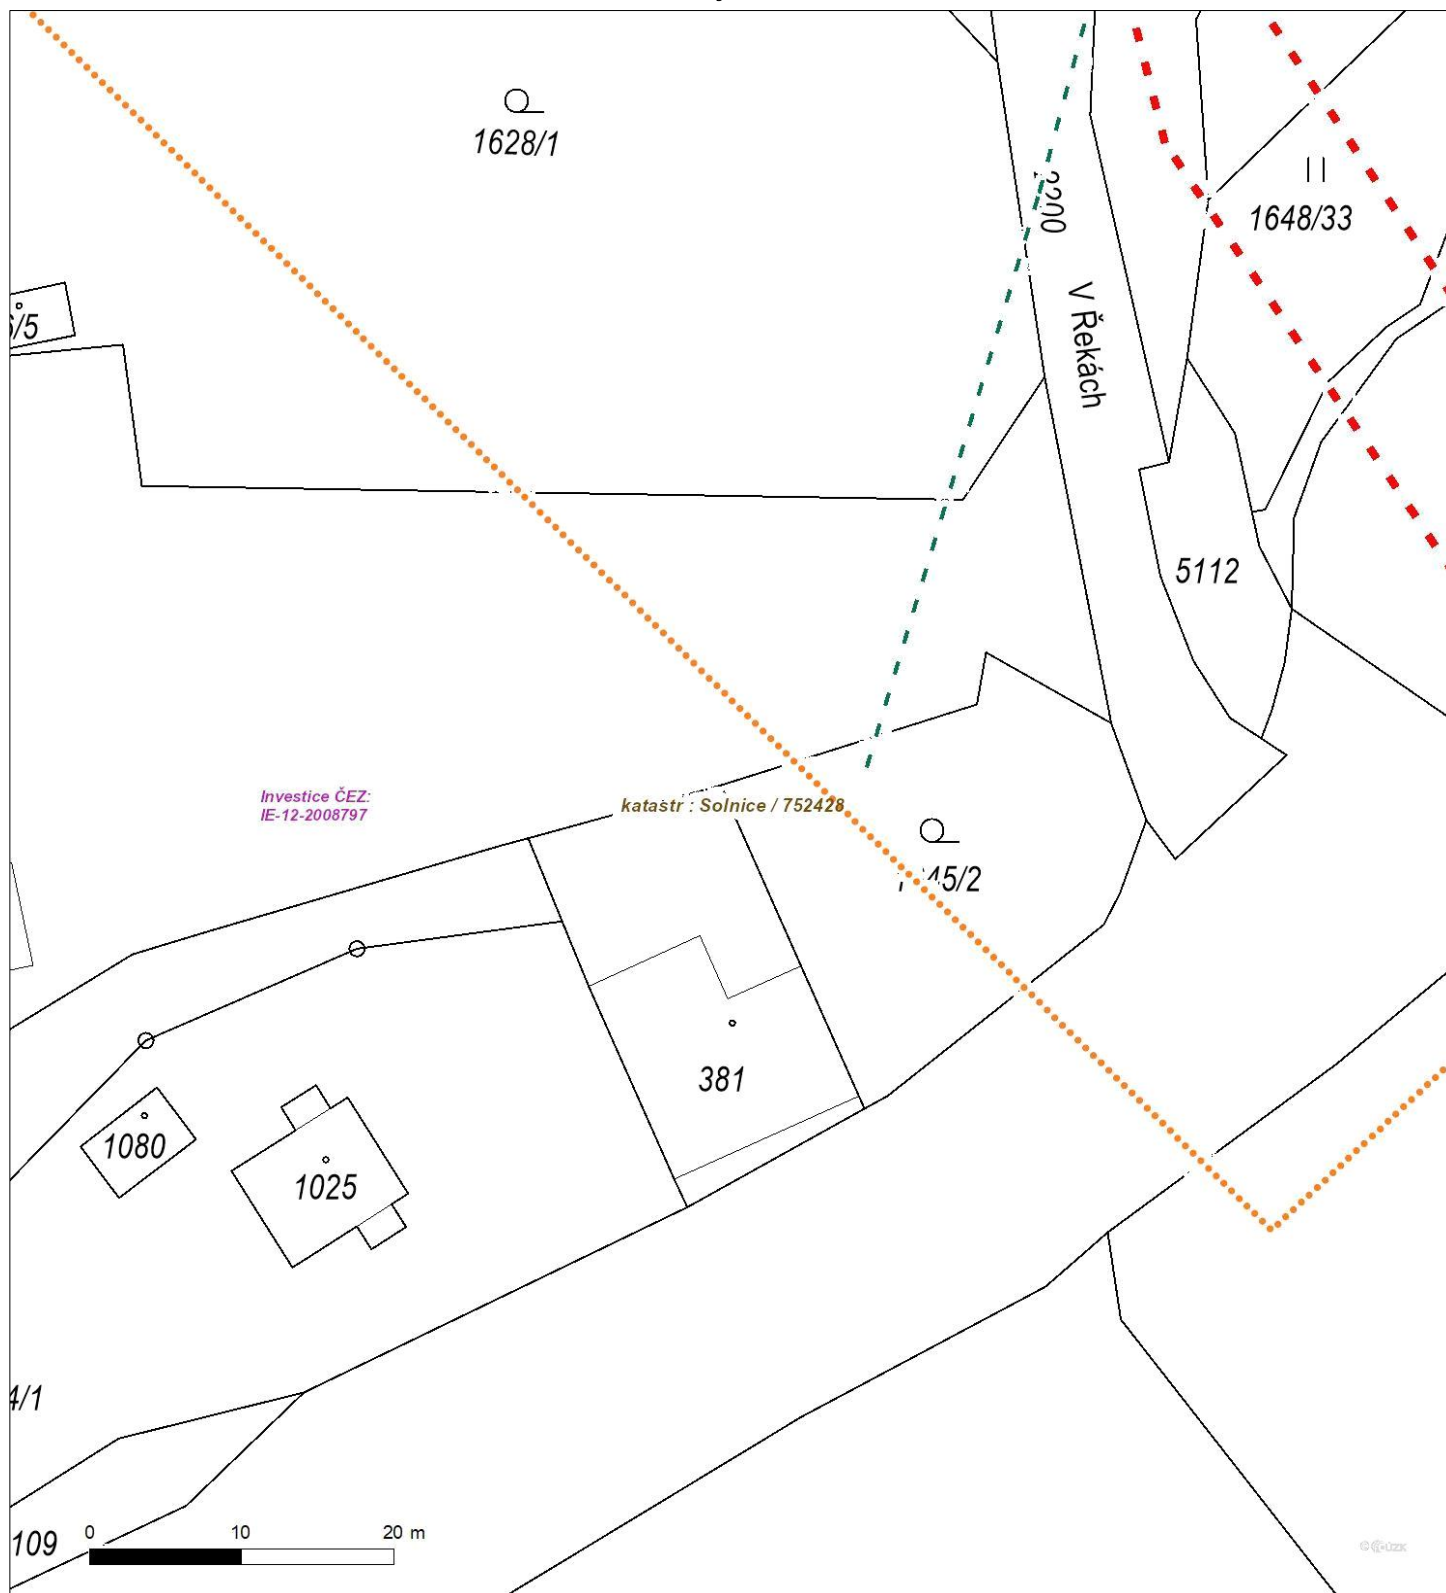 1628/1
2200
1648/33
V Řekách
5112
Investice ČEZ:
IE-12-2008797
katastr : Solnice / 752428
45/2
381
1080
1025
4/1
109
0 10 20 m